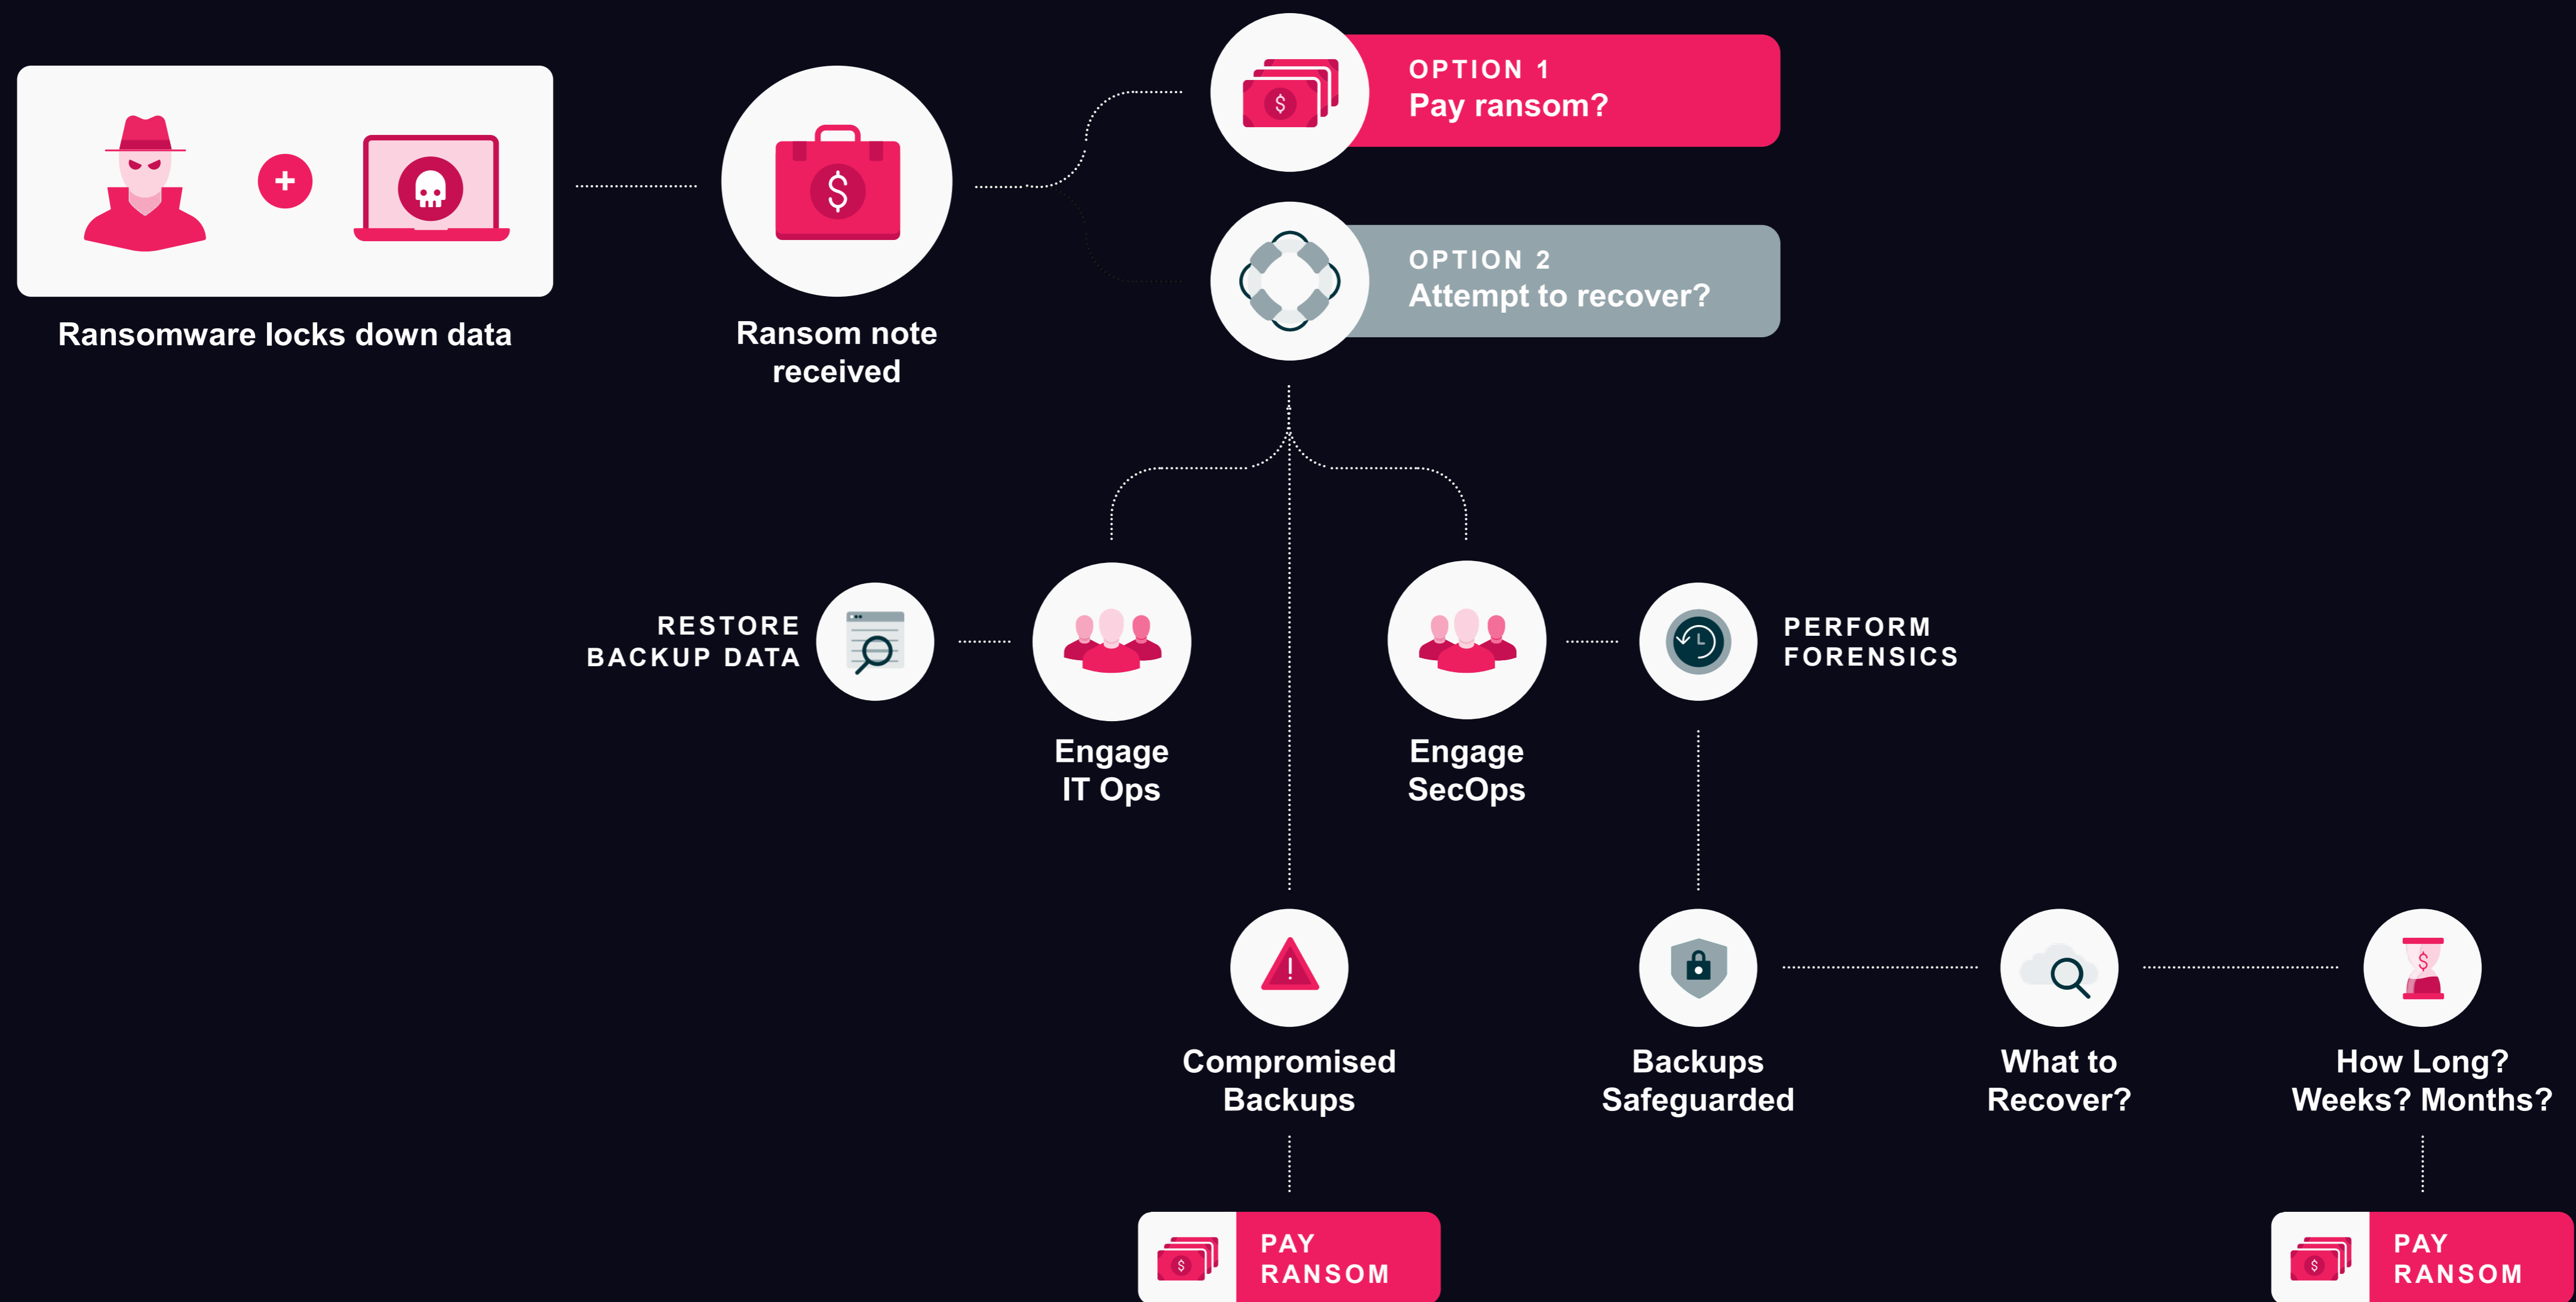 OPTION 1
Pay ransom?
OPTION 2
Attempt to recover?
Ransomware locks down data
Ransom note
received
RESTORE
BACKUP DATA
PERFORM
FORENSICS
Engage
IT Ops
Engage
SecOps
Compromised
Backups
Backups
Safeguarded
What to
Recover?
How Long?
Weeks? Months?
PAY
RANSOM
PAY
RANSOM